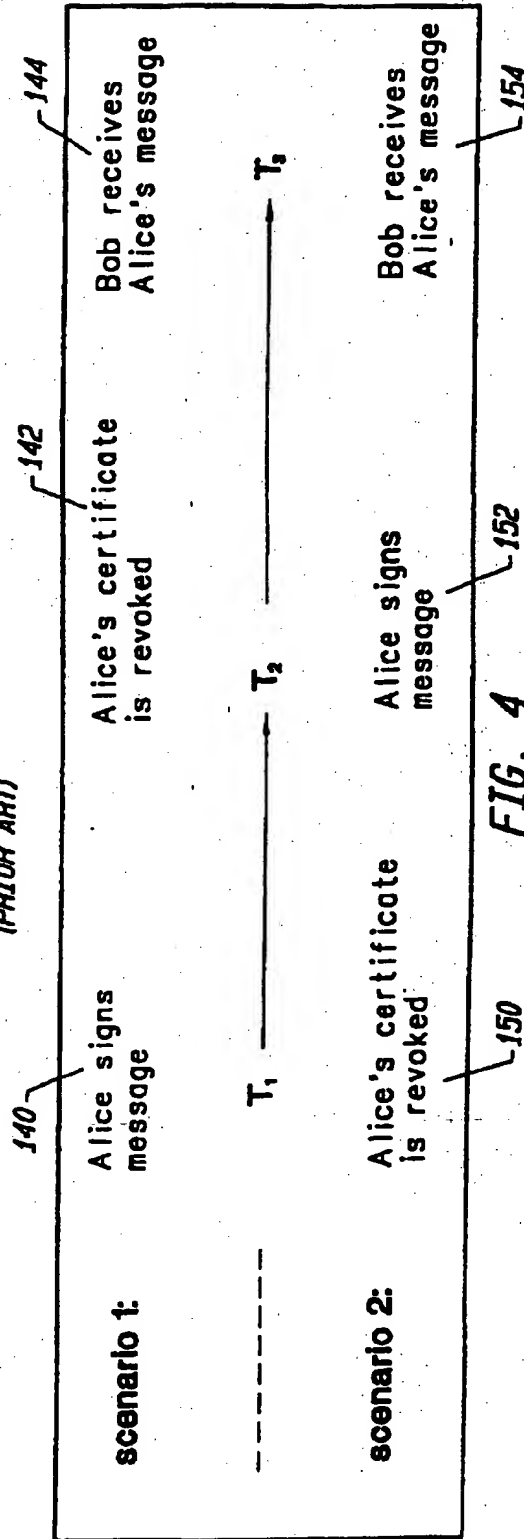 (PRIOR ART)
140
142
144
scenario 1:
Alice signs
message
Alice's certificate
is revoked
Bob receives
Alice's message
T₁
T₂
T₃
scenario 2:
Alice's certificate
is revoked
Alice signs
message
Bob receives
Alice's message
150
152
154
FIG. 4